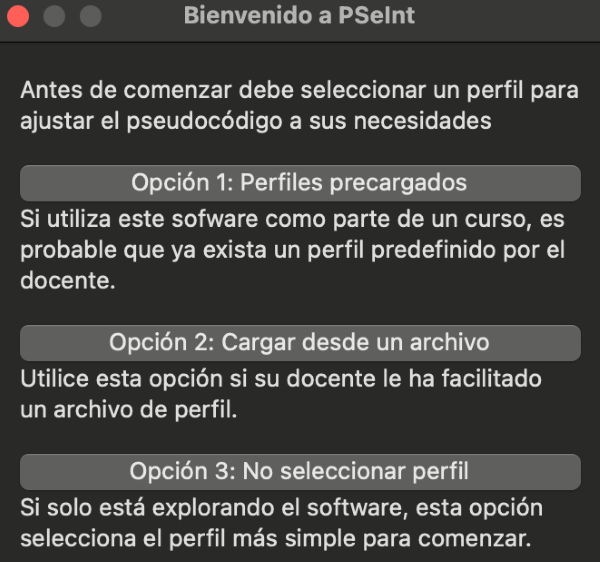 Bienvenido a PSeInt
Antes de comenzar debe seleccionar un perfil para
ajustar el pseudocódigo a sus necesidades
Opción 1: Perfiles precargados
Si utiliza este sofware como parte de un curso, es
probable que ya exista un perfil predefinido por el
docente.
Opción 2: Cargar desde un archivo
Utilice esta opción si su docente le ha facilitado
un archivo de perfil.
Opción 3: No seleccionar perfil
Si solo está explorando el software, esta opción
selecciona el perfil más simple para comenzar.